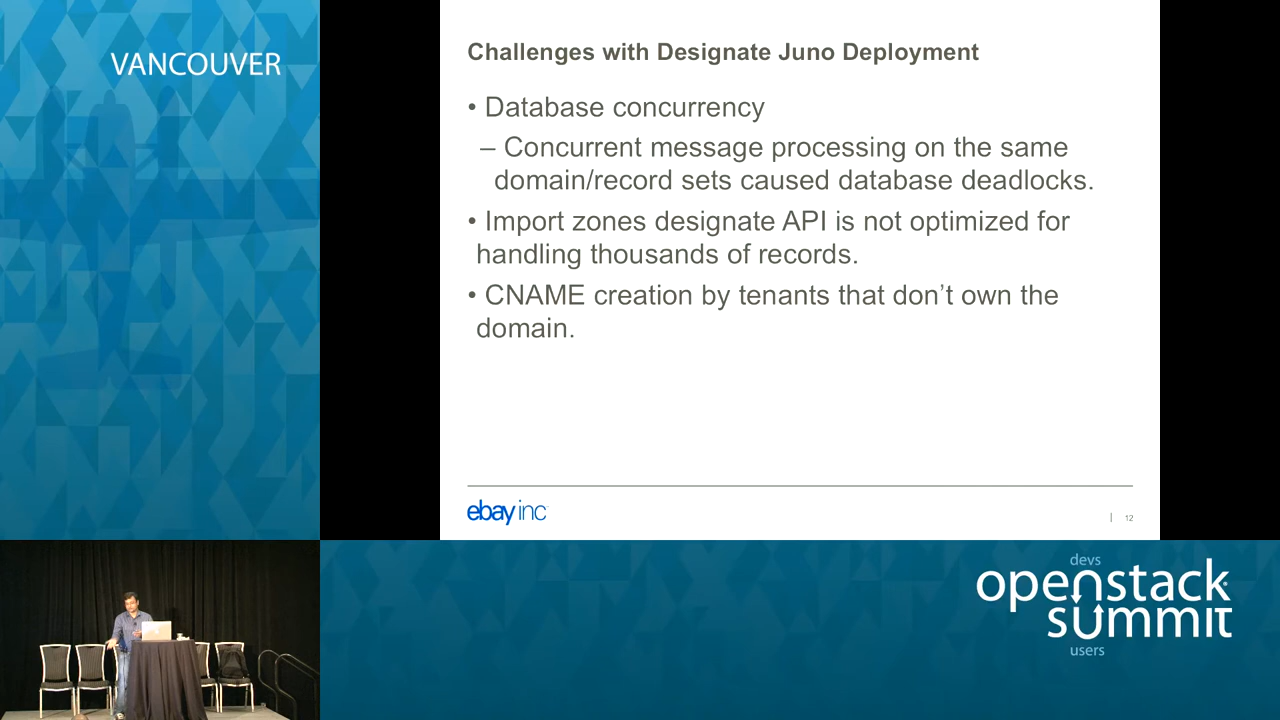 VANCOUVER
Challenges with Designate Juno Deployment
• Database concurrency
– Concurrent message processing on the same
domain/record sets caused database deadlocks.
• Import zones designate API is not optimized for
handling thousands of records.
• CNAME creation by tenants that don’t own the
domain.
ebay inc
| 12
devs
openstack
summit
users